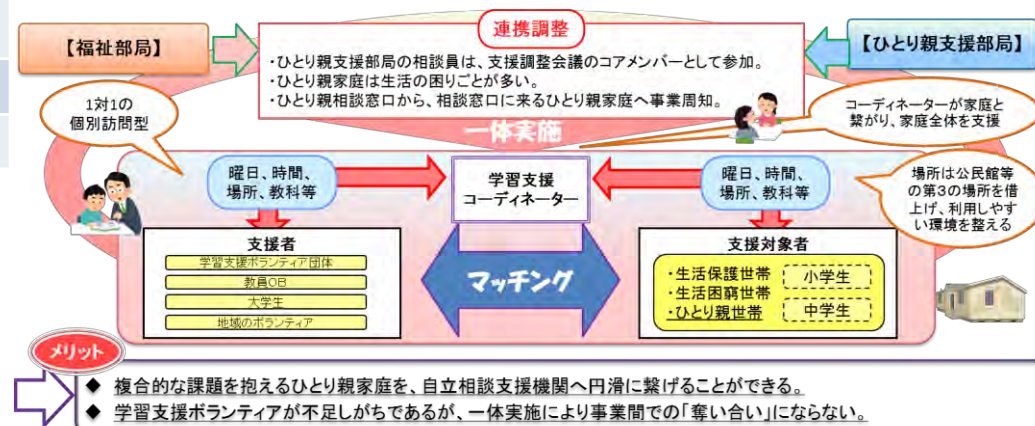 連携調整
【福祉部局】
【ひとり親支援部局】
・ひとり親支援部局の相談員は、支援調整会議のコアメンバーとして参加。
・ひとり親家庭は生活の困りごとが多い。
・ひとり親相談窓口から、相談窓口に来るひとり親家庭へ事業周知。
1対1の
個別訪問型
一体実施
コーディネーターが家庭と
繋がり、家庭全体を支援
曜日、時間、
場所、教科等
学習支援
コーディネーター
曜日、時間、
場所、教科等
場所は公民館等
の第3の場所を借
上げ、利用しやす
い環境を整える
支援者
学習支援ボランティア団体
教員OB
大学生
地域のボランティア
マッチング
支援対象者
・生活保護世帯
・生活困窮世帯
・ひとり親世帯
小学生
中学生
メリット
◆ 複合的な課題を抱えるひとり親家庭を、自立相談支援機関へ円滑に繋げることができる。
◆ 学習支援ボランティアが不足しがちであるが、一体実施により事業間での「奪い合い」にならない。